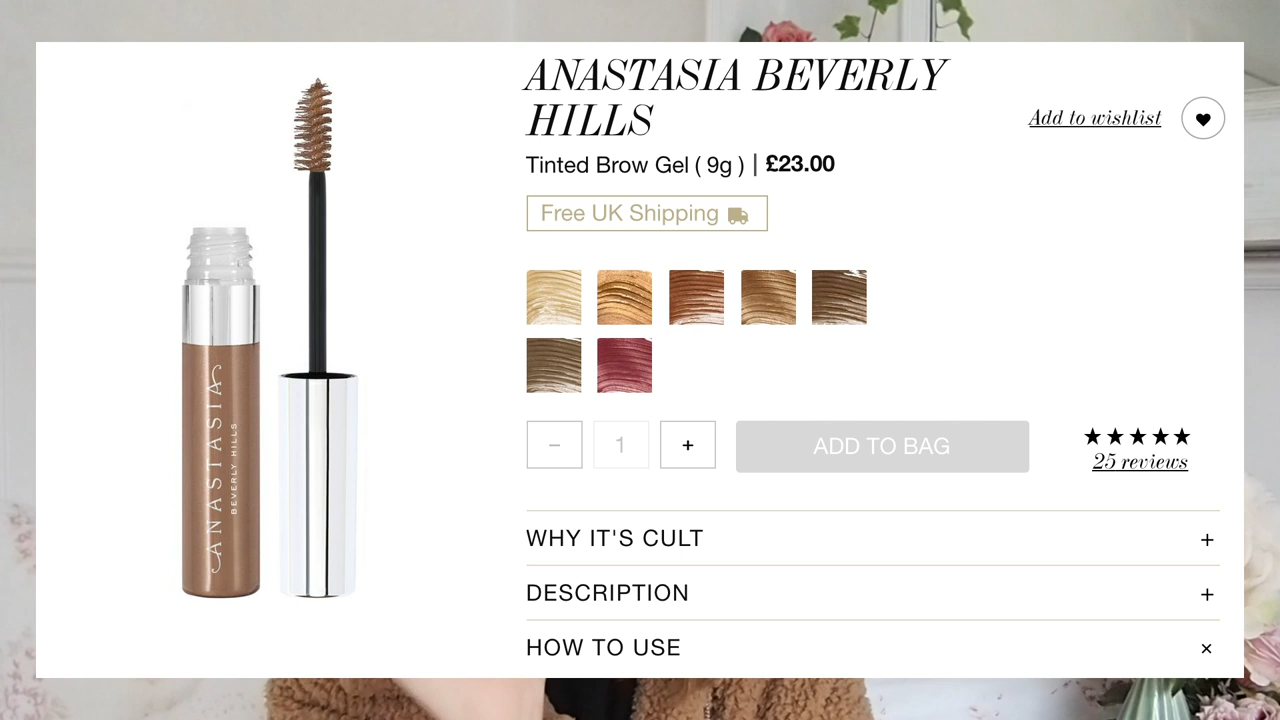 ANASTASIA BEVERLY
HILLS
Add to wishlist
Tinted Brow Gel ( 9g ) | £23.00
Free UK Shipping
− 1 +
ADD TO BAG
25 reviews
WHY IT'S CULT +
DESCRIPTION +
HOW TO USE ×
ANASTASIA
BEVERLY HILLS